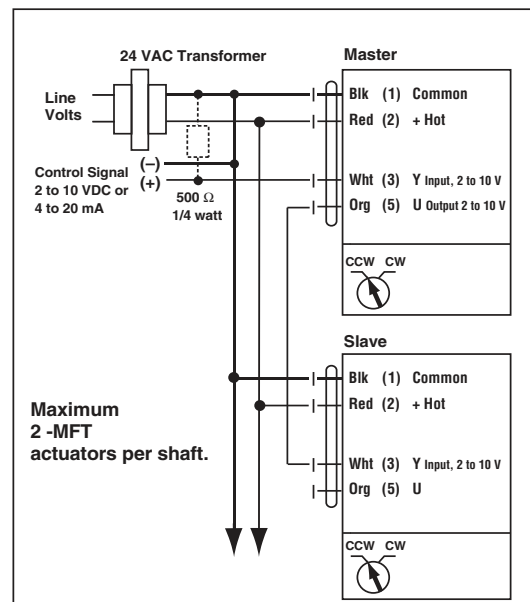 24 VAC Transformer
Line
Volts
Control Signal
2 to 10 VDC or
4 to 20 mA
(–)
(+)
500 Ω
1/4 watt
Master
Blk (1) Common
Red (2) + Hot
Wht (3) Y Input, 2 to 10 V
Org (5) U Output 2 to 10 V
CCW CW
Maximum
2 -MFT
actuators per shaft.
Slave
Blk (1) Common
Red (2) + Hot
Wht (3) Y Input, 2 to 10 V
Org (5) U
CCW CW